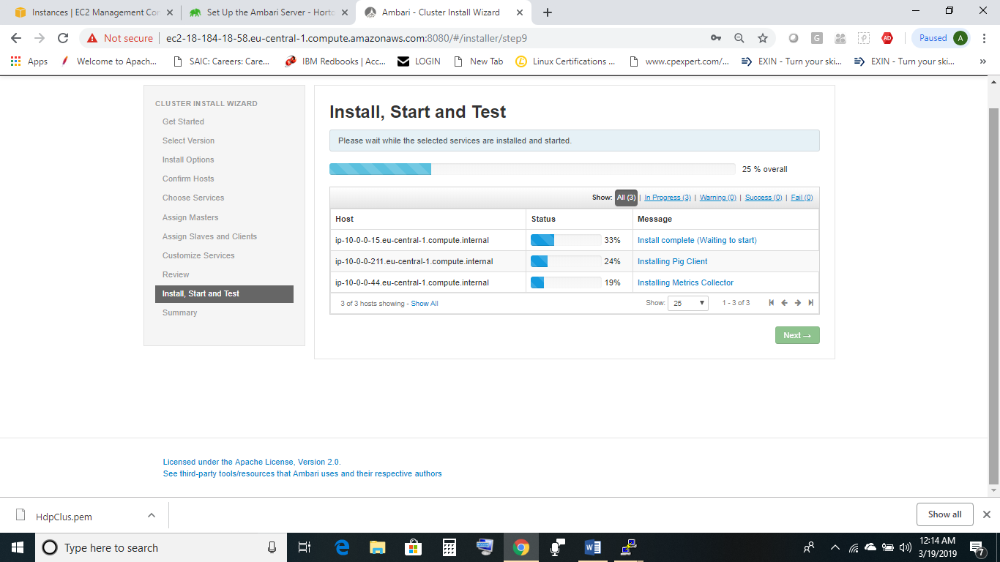 Instances | EC2 Management Con
Set Up the Ambari Server - Horto
Ambari - Cluster Install Wizard
Not secure | ec2-18-184-18-58.eu-central-1.compute.amazonaws.com:8080/#/installer/step9
G
AD
Paused A
Apps Welcome to Apach... SAIC: Careers: Care... IBM Redbooks | Acc... LOGIN New Tab Linux Certifications ... www.cpexpert.com/... EXIN - Turn your ski... EXIN - Turn your ski... »
CLUSTER INSTALL WIZARD
Get Started
Select Version
Install Options
Confirm Hosts
Choose Services
Assign Masters
Assign Slaves and Clients
Customize Services
Review
Install, Start and Test
Summary
Install, Start and Test
Please wait while the selected services are installed and started.
25 % overall
Show: All (3) | In Progress (3) | Warning (0) | Success (0) | Fail (0)
Host Status Message
ip-10-0-0-15.eu-central-1.compute.internal 33% Install complete (Waiting to start)
ip-10-0-0-211.eu-central-1.compute.internal 24% Installing Pig Client
ip-10-0-0-44.eu-central-1.compute.internal 19% Installing Metrics Collector
3 of 3 hosts showing - Show All Show: 25 1 - 3 of 3
Next →
Licensed under the Apache License, Version 2.0.
See third-party tools/resources that Ambari uses and their respective authors
HdpClus.pem
Show all
Type here to search
12:14 AM
3/19/2019
7